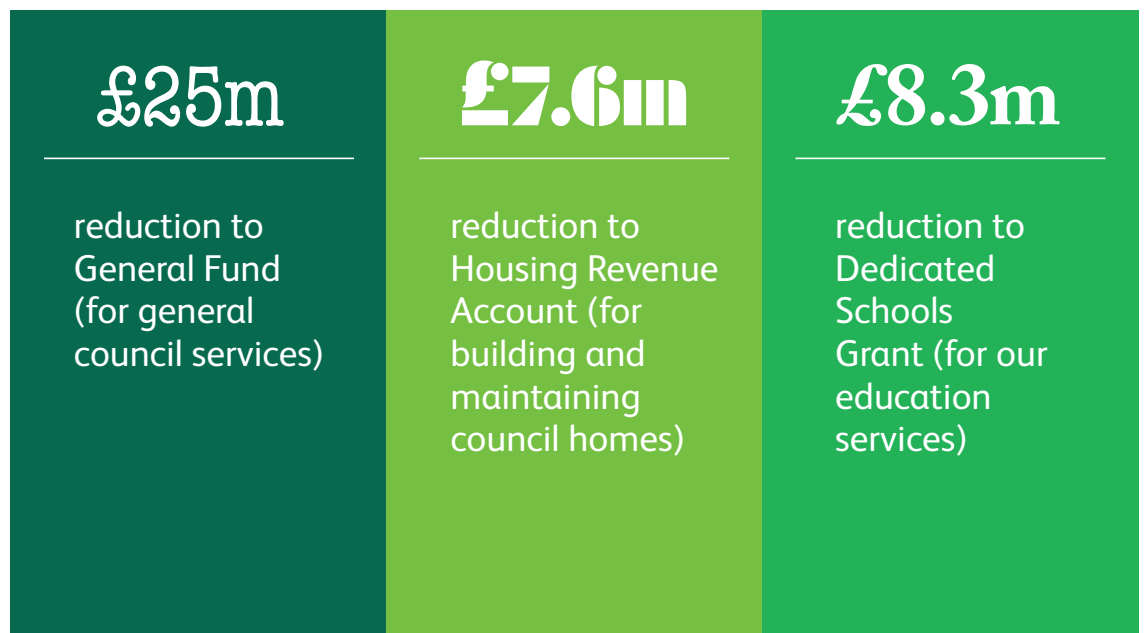 £25m
reduction to
General Fund
(for general
council services)
£7.6m
reduction to
Housing Revenue
Account (for
building and
maintaining
council homes)
£8.3m
reduction to
Dedicated
Schools
Grant (for our
education
services)